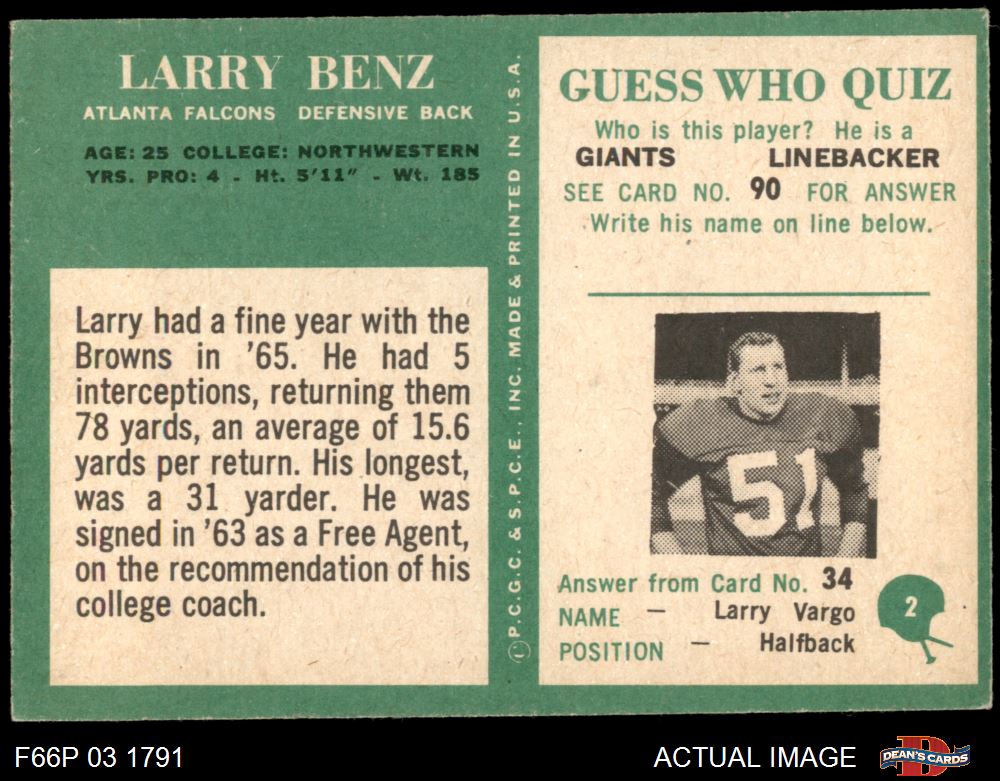 LARRY BENZ
ATLANTA FALCONS DEFENSIVE BACK
AGE: 25 COLLEGE: NORTHWESTERN
YRS. PRO: 4 - Ht. 5'11" - Wt. 185
Larry had a fine year with the
Browns in '65. He had 5
interceptions, returning them
78 yards, an average of 15.6
yards per return. His longest,
was a 31 yarder. He was
signed in '63 as a Free Agent,
on the recommendation of his
college coach.
©P.C.G.C. & S.P.C.E., INC. MADE & PRINTED IN U.S.A.
GUESS WHO QUIZ
Who is this player? He is a
GIANTS LINEBACKER
SEE CARD NO. 90 FOR ANSWER
Write his name on line below.
51
Answer from Card No. 34
NAME — Larry Vargo
POSITION — Halfback
2
F66P 03 1791
ACTUAL IMAGE
D
DEAN'S CARDS